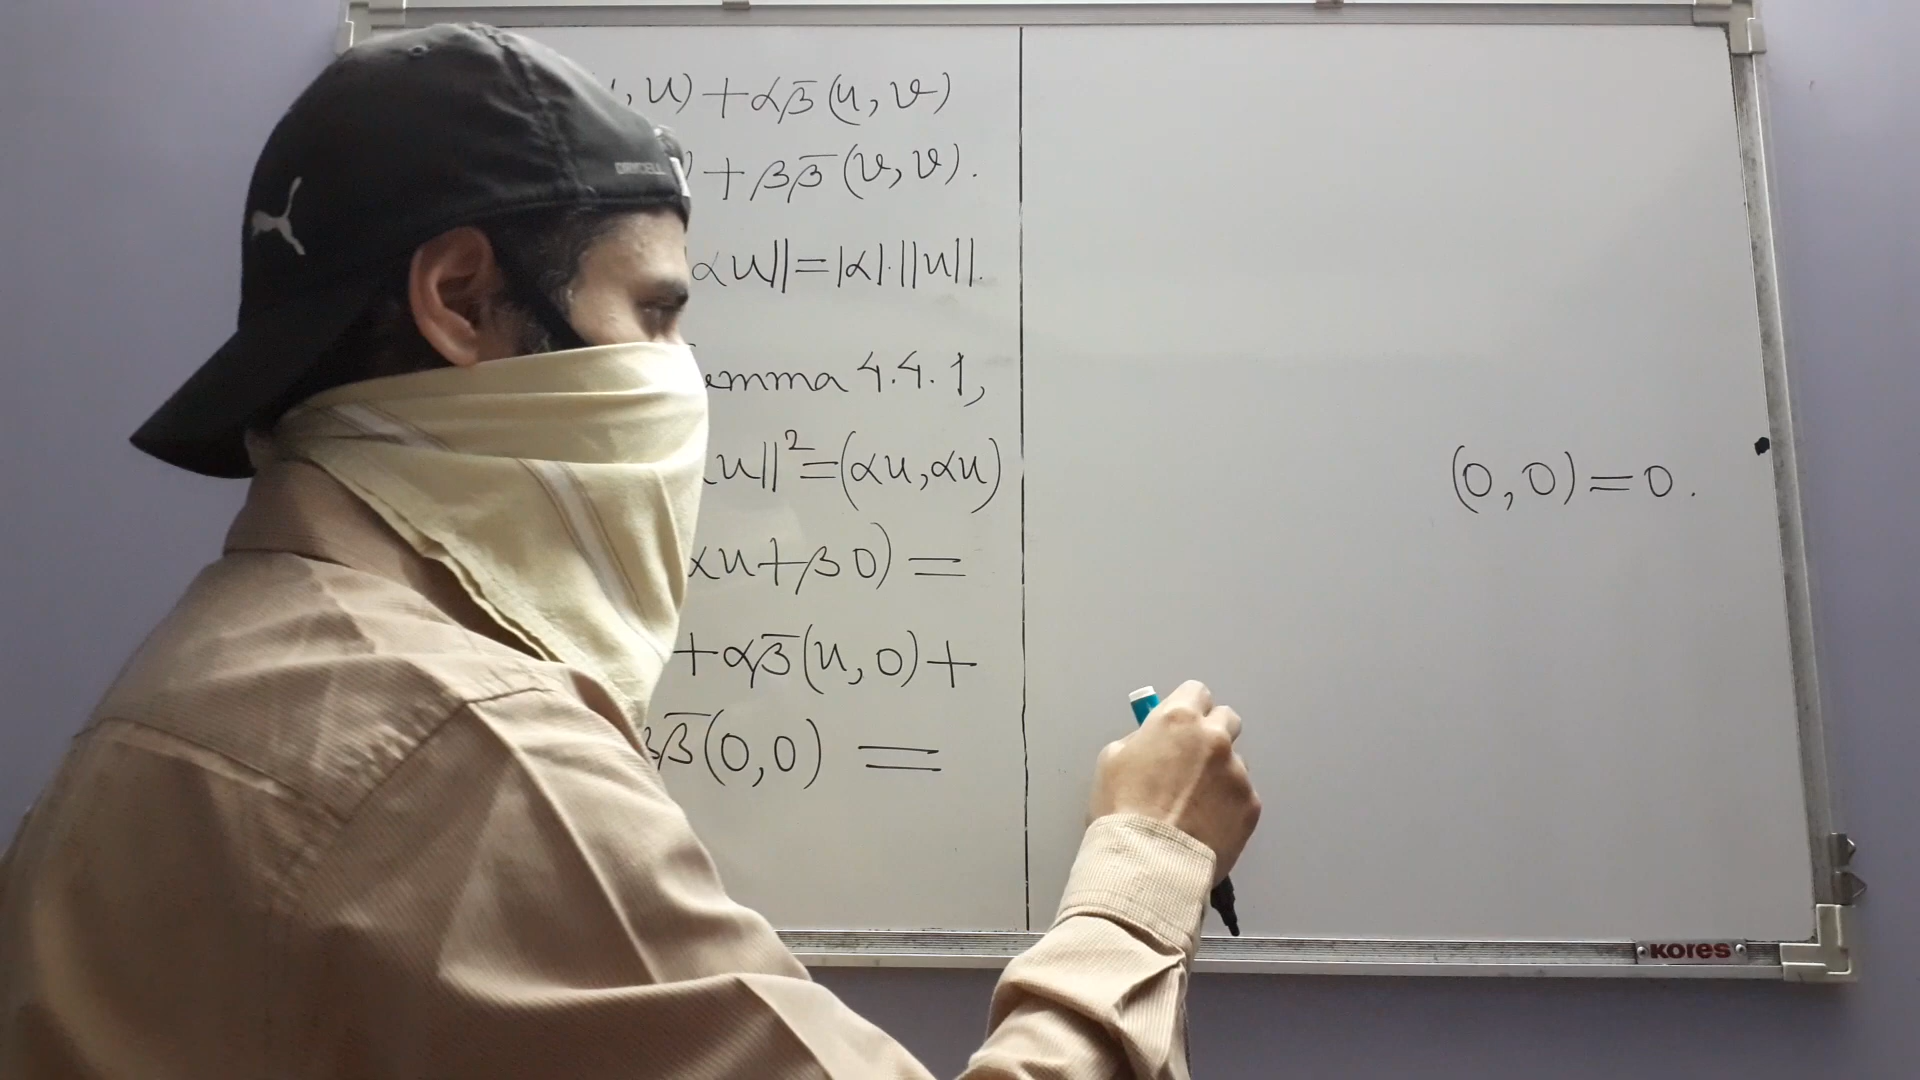 , u) + αβ̅(u, v)
) + ββ̅(v, v).
αu|| = |α|·||u||.
emma 4.4.1,
u||² = (αu, αu)
αu + β0) =
+ αβ̅(u, 0) +
ββ̅(0,0) =
(0,0) = 0.
KORES